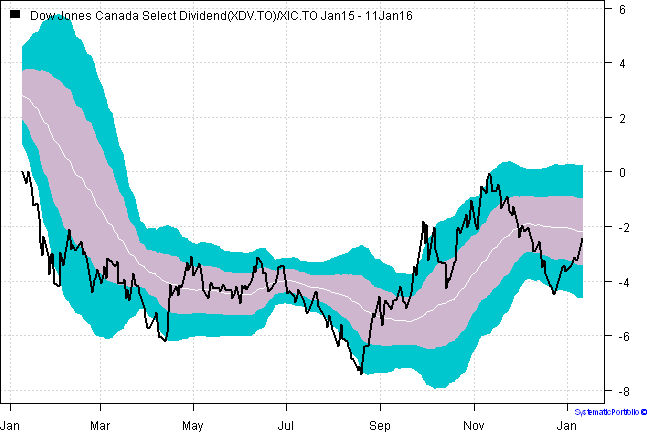 Dow Jones Canada Select Dividend(XDV.TO)/XIC.TO Jan15 - 11Jan16
6
4
2
0
-2
-4
-6
-8
Jan Mar May Jul Sep Nov Jan
SystematicPortfolio ©